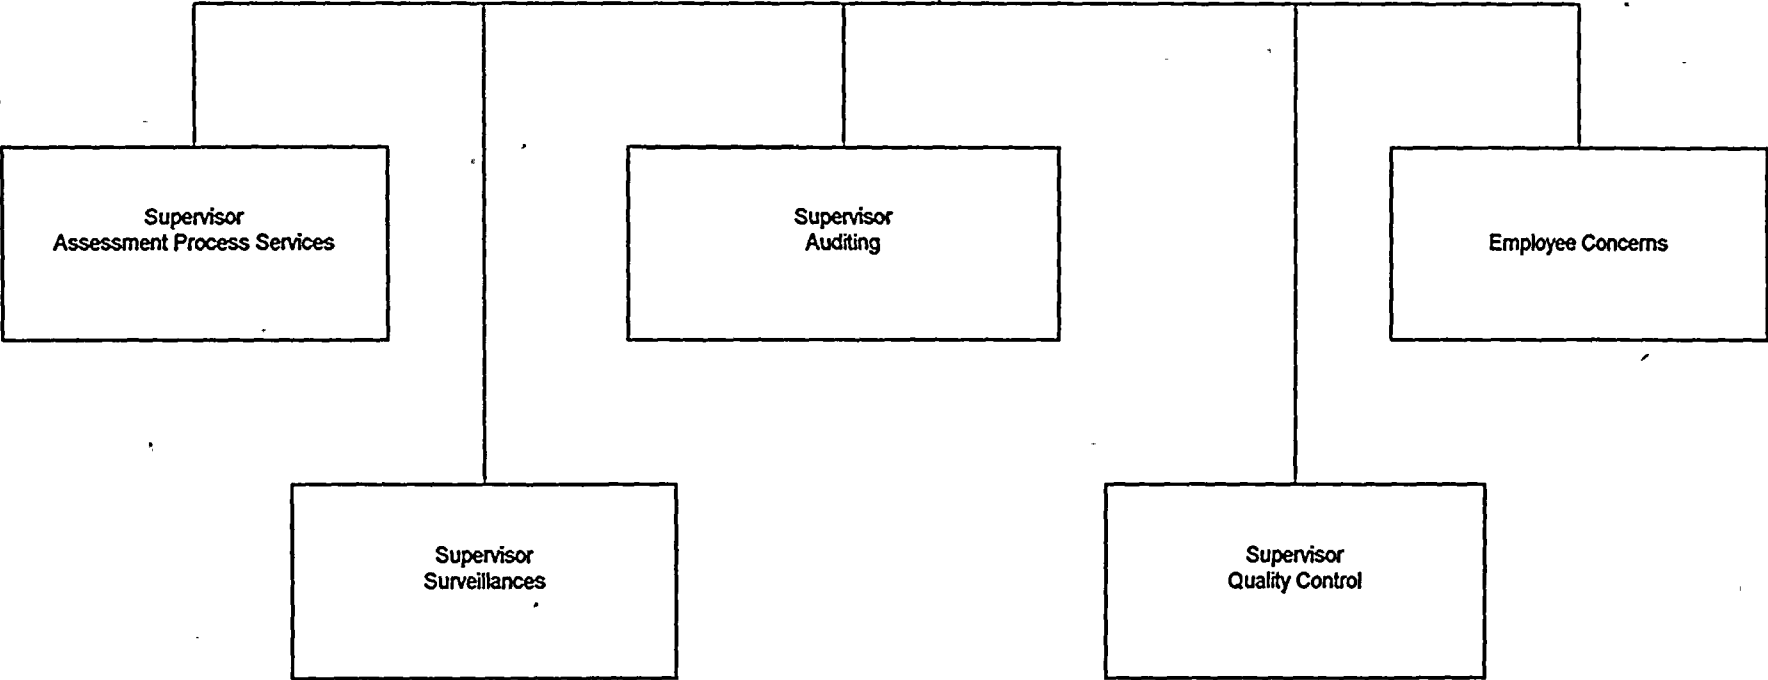 Supervisor
Assessment Process Services
Supervisor
Auditing
Employee Concerns
Supervisor
Surveillances
Supervisor
Quality Control